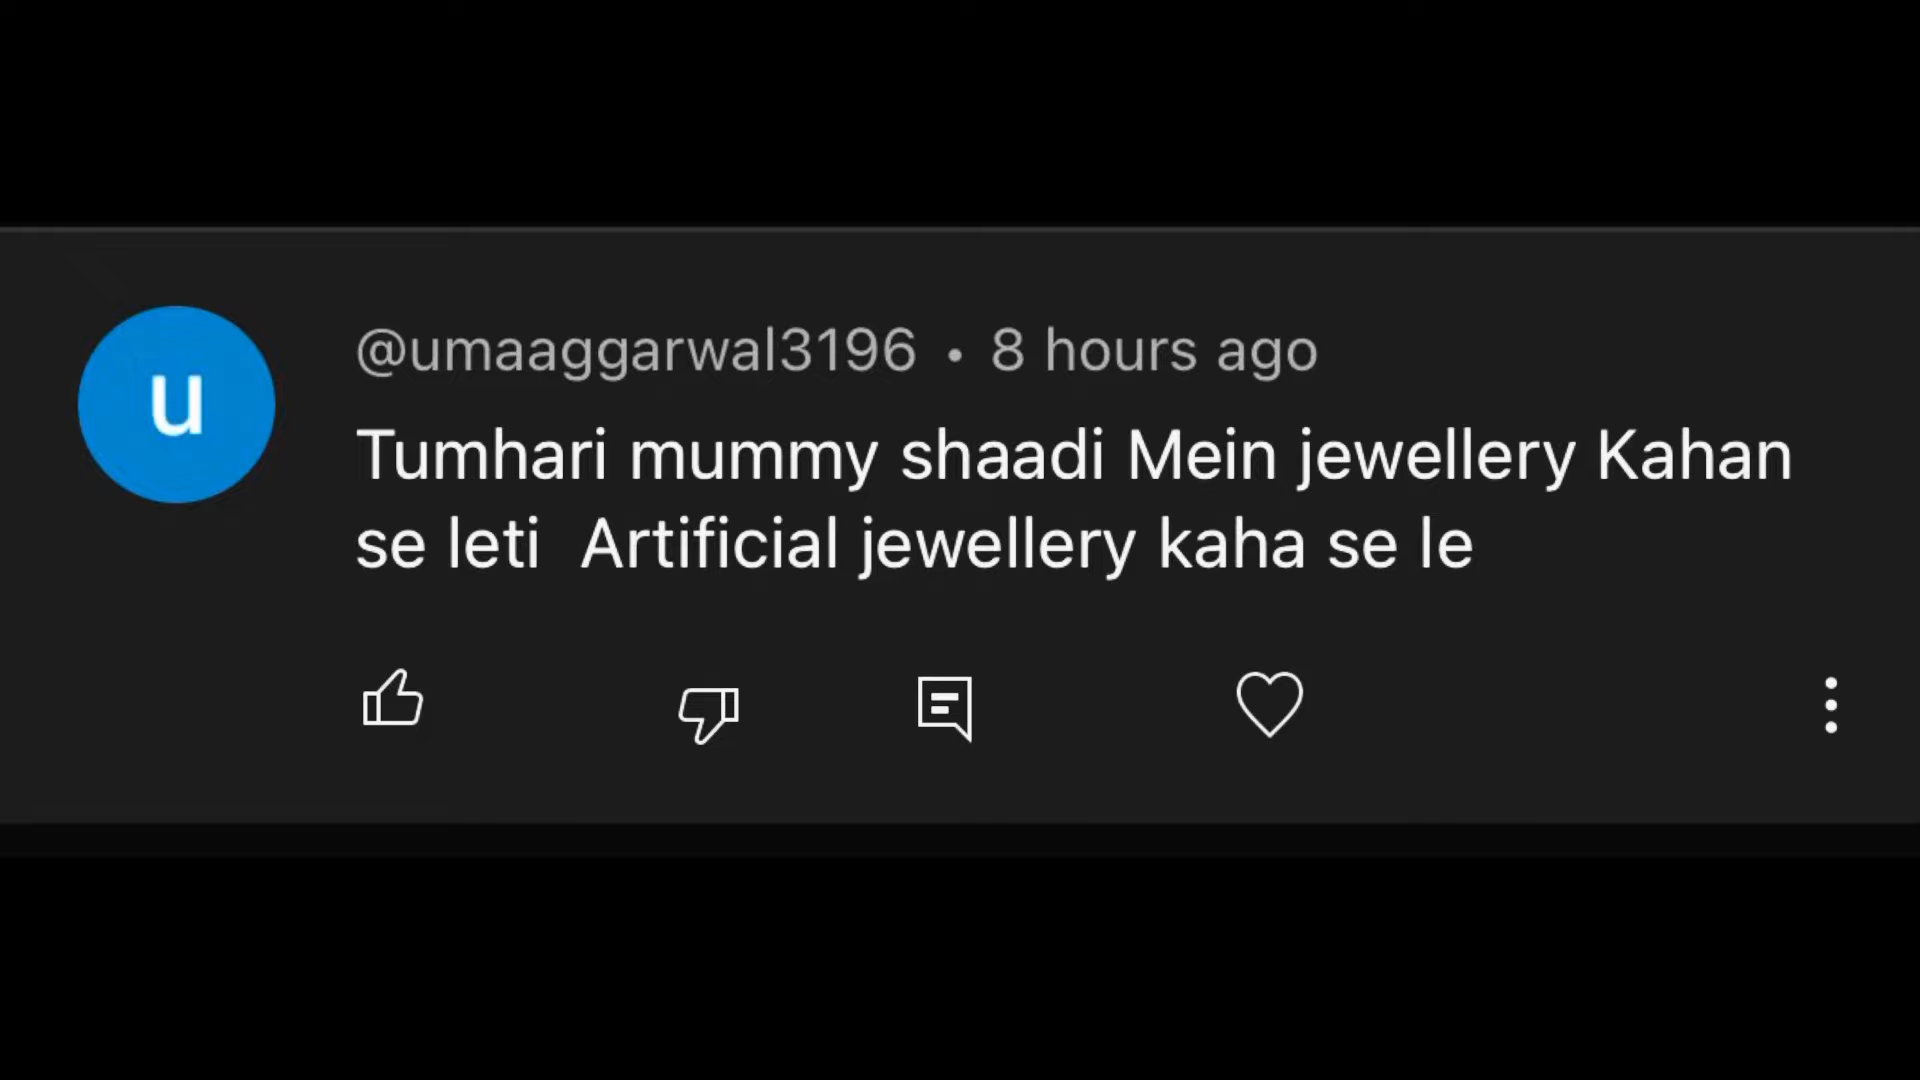 u
@umaaggarwal3196 • 8 hours ago
Tumhari mummy shaadi Mein jewellery Kahan
se leti  Artificial jewellery kaha se le